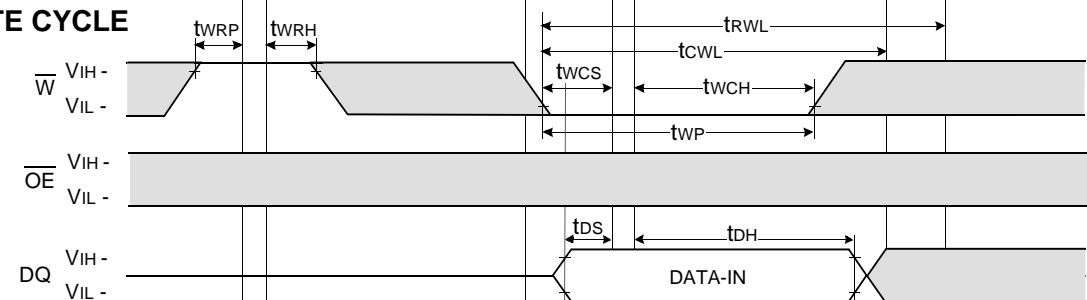 TE CYCLE
tWRP
tWRH
tRWL
tCWL
W
VIH -
VIL -
tWCS
tWCH
tWP
OE
VIH -
VIL -
tDS
tDH
DQ
VIH -
VIL -
DATA-IN